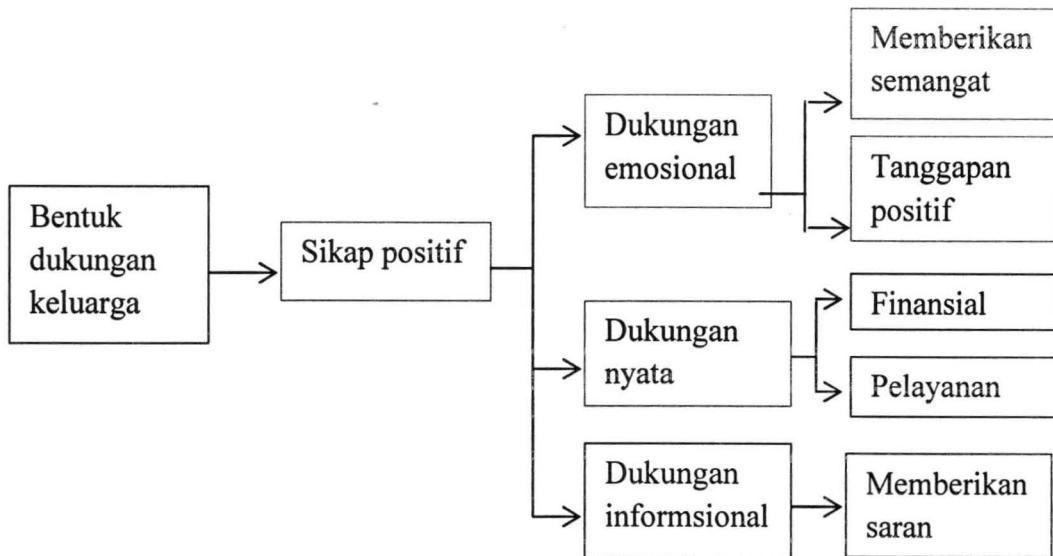 Bentuk
dukungan
keluarga
Sikap positif
Dukungan
emosional
Memberikan
semangat
Tanggapan
positif
Dukungan
nyata
Finansial
Pelayanan
Dukungan
informsional
Memberikan
saran